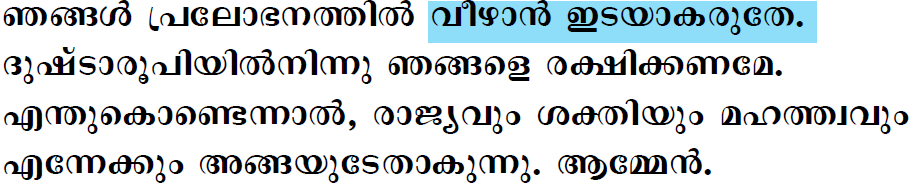 ഞങ്ങൾ പ്രലോഭനത്തിൽ വീഴാൻ ഇടയാകരുതേ.
ദുഷ്ടാരൂപിയിൽനിന്നു ഞങ്ങളെ രക്ഷിക്കണമേ.
എന്തുകൊണ്ടെന്നാൽ, രാജ്യവും ശക്തിയും മഹത്ത്വവും
എന്നേക്കും അങ്ങയുടേതാകുന്നു. ആമ്മേൻ.